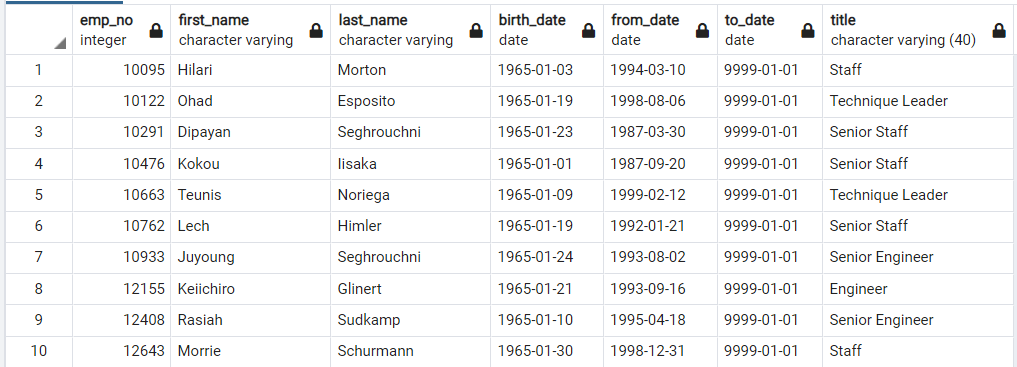 emp_no first_name last_name birth_date from_date to_date title
integer character varying character varying date date date character varying (40)
1 10095 Hilari Morton 1965-01-03 1994-03-10 9999-01-01 Staff
2 10122 Ohad Esposito 1965-01-19 1998-08-06 9999-01-01 Technique Leader
3 10291 Dipayan Seghrouchni 1965-01-23 1987-03-30 9999-01-01 Senior Staff
4 10476 Kokou Iisaka 1965-01-01 1987-09-20 9999-01-01 Senior Staff
5 10663 Teunis Noriega 1965-01-09 1999-02-12 9999-01-01 Technique Leader
6 10762 Lech Himler 1965-01-19 1992-01-21 9999-01-01 Senior Staff
7 10933 Juyoung Seghrouchni 1965-01-24 1993-08-02 9999-01-01 Senior Engineer
8 12155 Keiichiro Glinert 1965-01-21 1993-09-16 9999-01-01 Engineer
9 12408 Rasiah Sudkamp 1965-01-10 1995-04-18 9999-01-01 Senior Engineer
10 12643 Morrie Schurmann 1965-01-30 1998-12-31 9999-01-01 Staff